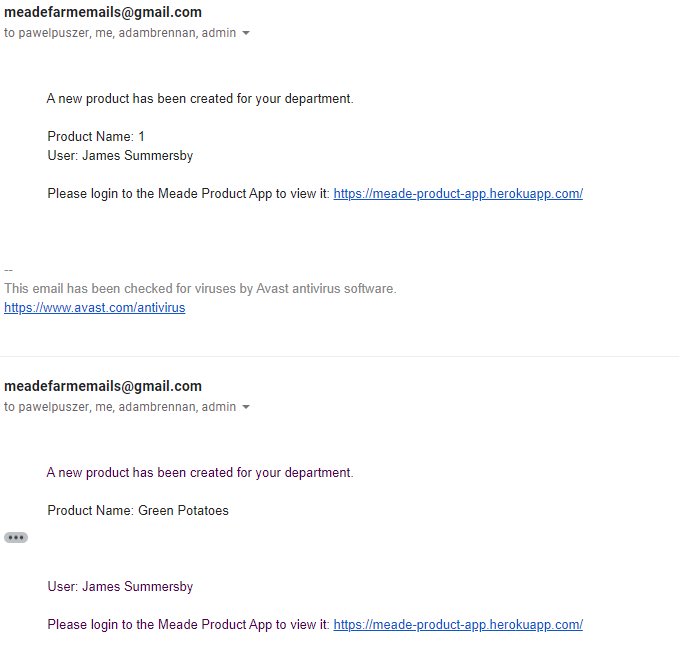 meadefarmemails@gmail.com
to pawelpuszer, me, adambrennan, admin
A new product has been created for your department.
Product Name: 1
User: James Summersby
Please login to the Meade Product App to view it: https://meade-product-app.herokuapp.com/
--
This email has been checked for viruses by Avast antivirus software.
https://www.avast.com/antivirus
meadefarmemails@gmail.com
to pawelpuszer, me, adambrennan, admin
A new product has been created for your department.
Product Name: Green Potatoes
User: James Summersby
Please login to the Meade Product App to view it: https://meade-product-app.herokuapp.com/